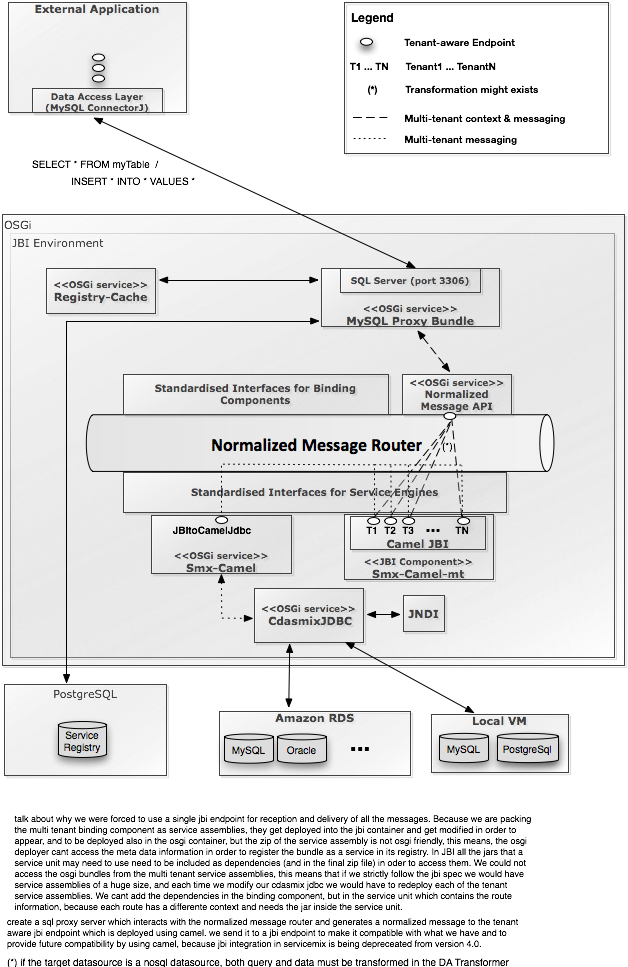 External Application
Data Access Layer
(MySQL ConnectorJ)
Legend
Tenant-aware Endpoint
T1 ... TN Tenant1 ... TenantN
(*) Transformation might exists
Multi-tenant context & messaging
Multi-tenant messaging
SELECT * FROM myTable /
INSERT * INTO * VALUES *
OSGi
JBI Environment
<<OSGi service>>
Registry-Cache
SQL Server (port 3306)
<<OSGi service>>
MySQL Proxy Bundle
Standardised Interfaces for Binding
Components
<<OSGi service>>
Normalized
Message API
Normalized Message Router
(*)
Standardised Interfaces for Service Engines
JBItoCamelJdbc
<<OSGi service>>
Smx-Camel
T1 T2 T3 ... TN
Camel JBI
<<JBI Component>>
Smx-Camel-mt
<<OSGi service>>
CdasmixJDBC
JNDI
PostgreSQL
Service
Registry
Amazon RDS
MySQL
Oracle
...
Local VM
MySQL
PostgreSql
talk about why we were forced to use a single jbi endpoint for reception and delivery of all the messages. Because we are packing
the multi tenant binding component as service assemblies, they get deployed into the jbi container and get modified in order to
appear, and to be deployed also in the osgi container, but the zip of the service assembly is not osgi friendly, this means, the osgi
deployer cant access the meta data information in order to register the bundle as a service in its registry. In JBI all the jars that a
service unit may need to use need to be included as dependencies (and in the final zip file) in oder to access them. We could not
access the osgi bundles from the multi tenant service assemblies, this means that if we strictly follow the jbi spec we would have
service assemblies of a huge size, and each time we modify our cdasmix jdbc we would have to redeploy each of the tenant
service assemblies. We cant add the dependencies in the binding component, but in the service unit which contains the route
information, because each route has a differente context and needs the jar inside the service unit.
create a sql proxy server which interacts with the normalized message router and generates a normalized message to the tenant
aware jbi endpoint which is deployed using camel. we send it to a jbi endpoint to make it compatible with what we have and to
provide future compatibility by using camel, because jbi integration in servicemix is being depreceated from version 4.0.
(*) if the target datasource is a nosql datasource, both query and data must be transformed in the DA Transformer